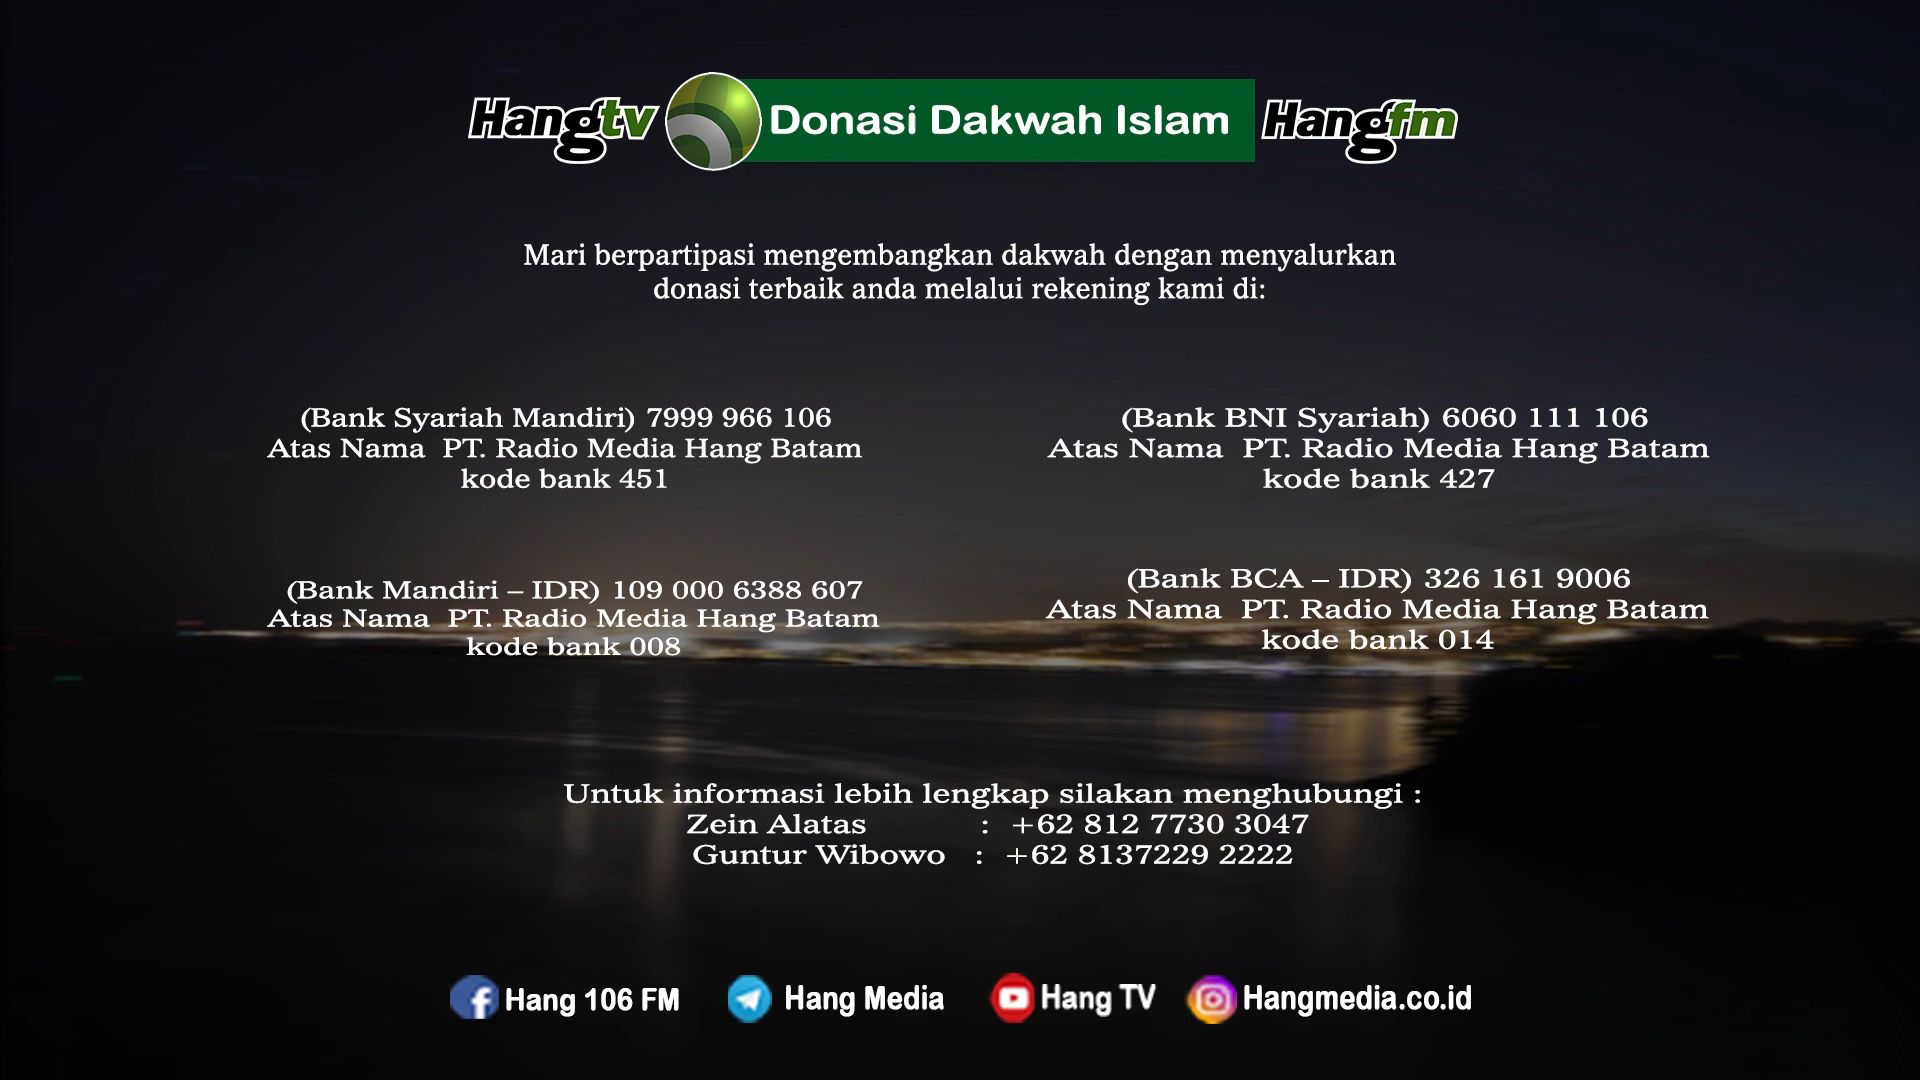 Hangtv Donasi Dakwah Islam Hangfm
Mari berpartipasi mengembangkan dakwah dengan menyalurkan
donasi terbaik anda melalui rekening kami di:
(Bank Syariah Mandiri) 7999 966 106
Atas Nama PT. Radio Media Hang Batam
kode bank 451
(Bank BNI Syariah) 6060 111 106
Atas Nama PT. Radio Media Hang Batam
kode bank 427
(Bank Mandiri – IDR) 109 000 6388 607
Atas Nama PT. Radio Media Hang Batam
kode bank 008
(Bank BCA – IDR) 326 161 9006
Atas Nama PT. Radio Media Hang Batam
kode bank 014
Untuk informasi lebih lengkap silakan menghubungi :
Zein Alatas : +62 812 7730 3047
Guntur Wibowo : +62 8137229 2222
Hang 106 FM Hang Media Hang TV Hangmedia.co.id